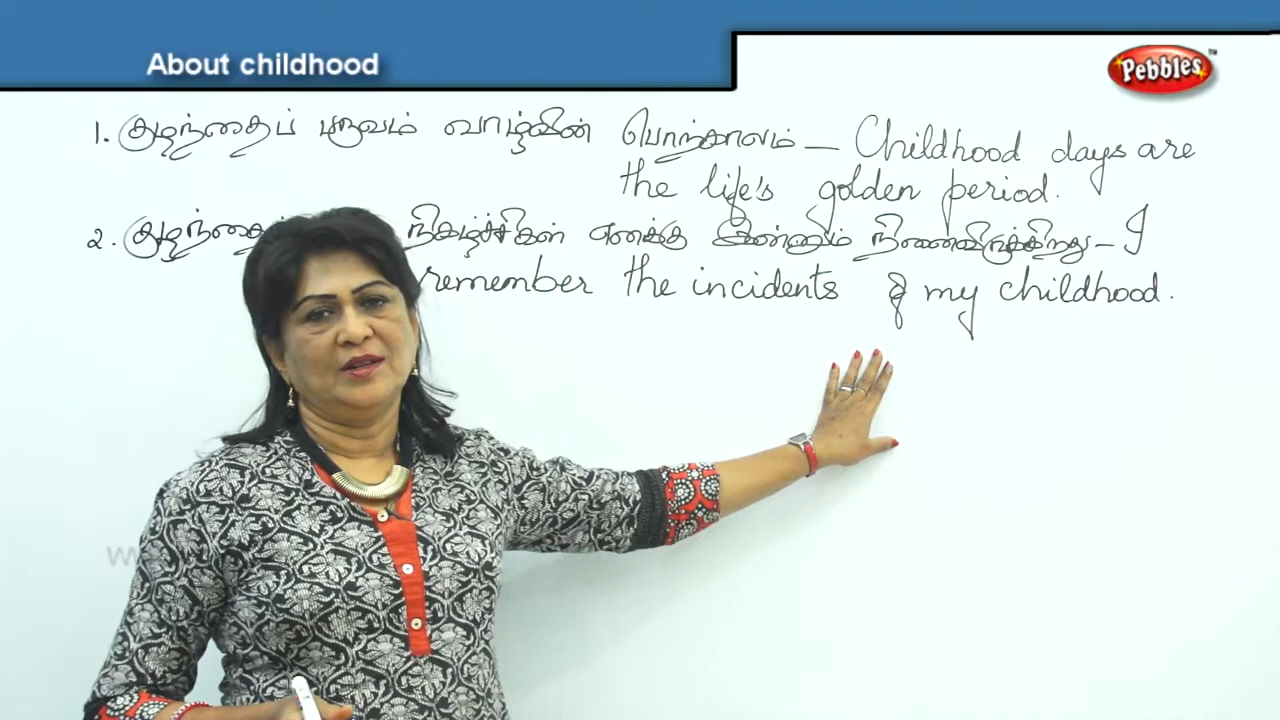 About childhood
Pebbles™
1. குழந்தைப் பருவம் வாழ்வின் பொற்காலம் – Childhood days are
the life's golden period.
2. குழந்தை நிகழ்ச்சிகள் எனக்கு இன்னும் நினைவிருக்கிறது – I
remember the incidents of my childhood.